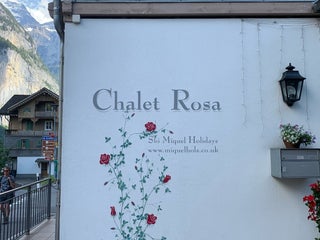 Chalet Rosa
Ski Miquel Holidays
www.miquelhols.co.uk